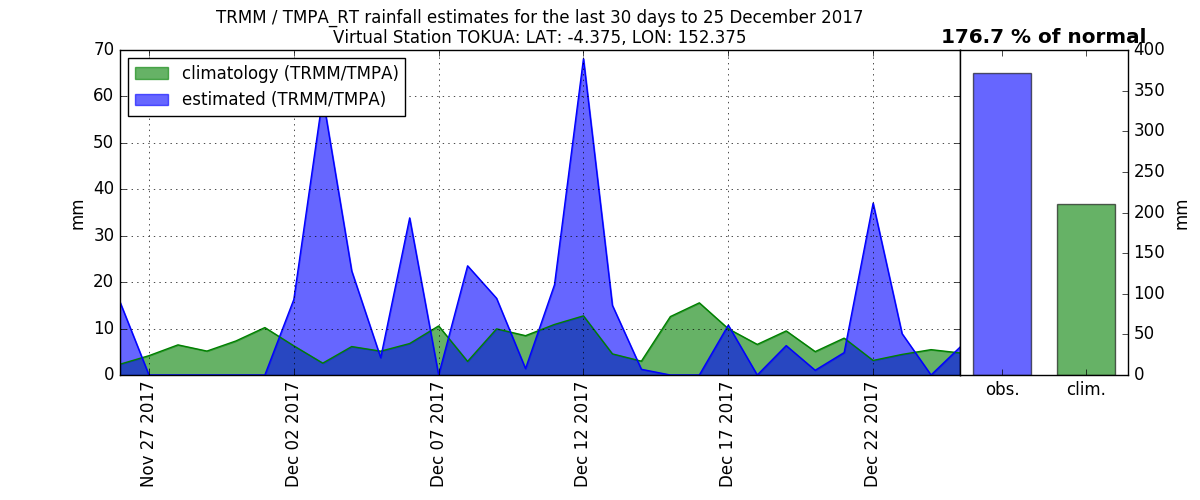 TRMM / TMPA_RT rainfall estimates for the last 30 days to 25 December 2017
Virtual Station TOKUA: LAT: -4.375, LON: 152.375
176.7 % of normal
climatology (TRMM/TMPA)
estimated (TRMM/TMPA)
70
60
50
40
30
20
10
0
mm
Nov 27 2017
Dec 02 2017
Dec 07 2017
Dec 12 2017
Dec 17 2017
Dec 22 2017
400
350
300
250
200
150
100
50
0
mm
obs.
clim.